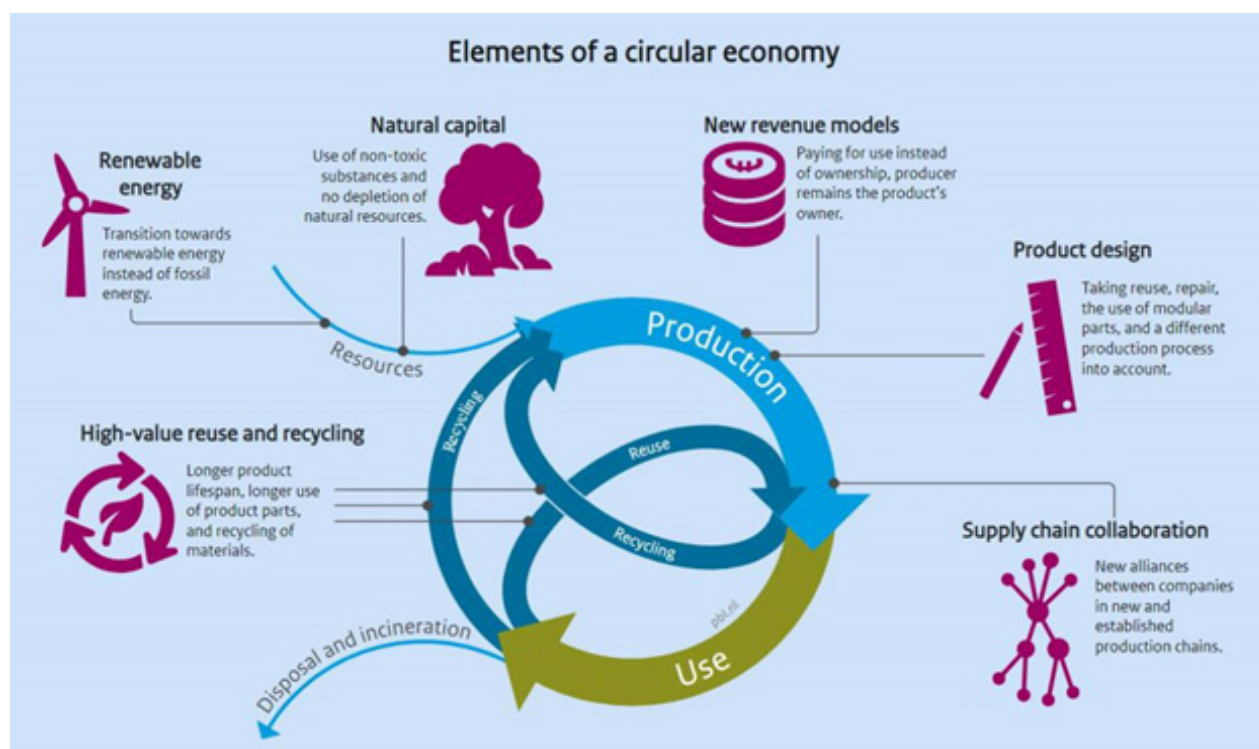 Elements of a circular economy
Natural capital
Use of non-toxic
substances and
no depletion of
natural resources.
New revenue models
Paying for use instead
of ownership, producer
remains the product's
owner.
Renewable
energy
Transition towards
renewable energy
instead of fossil
energy.
Product design
Taking reuse, repair,
the use of modular
parts, and a different
production process
into account.
Resources
Production
High-value reuse and recycling
Longer product
lifespan, longer use
of product parts,
and recycling of
materials.
Recycling
Reuse
Recycling
Supply chain collaboration
New alliances
between companies
in new and
established
production chains.
pbl.nl
Use
Disposal and incineration